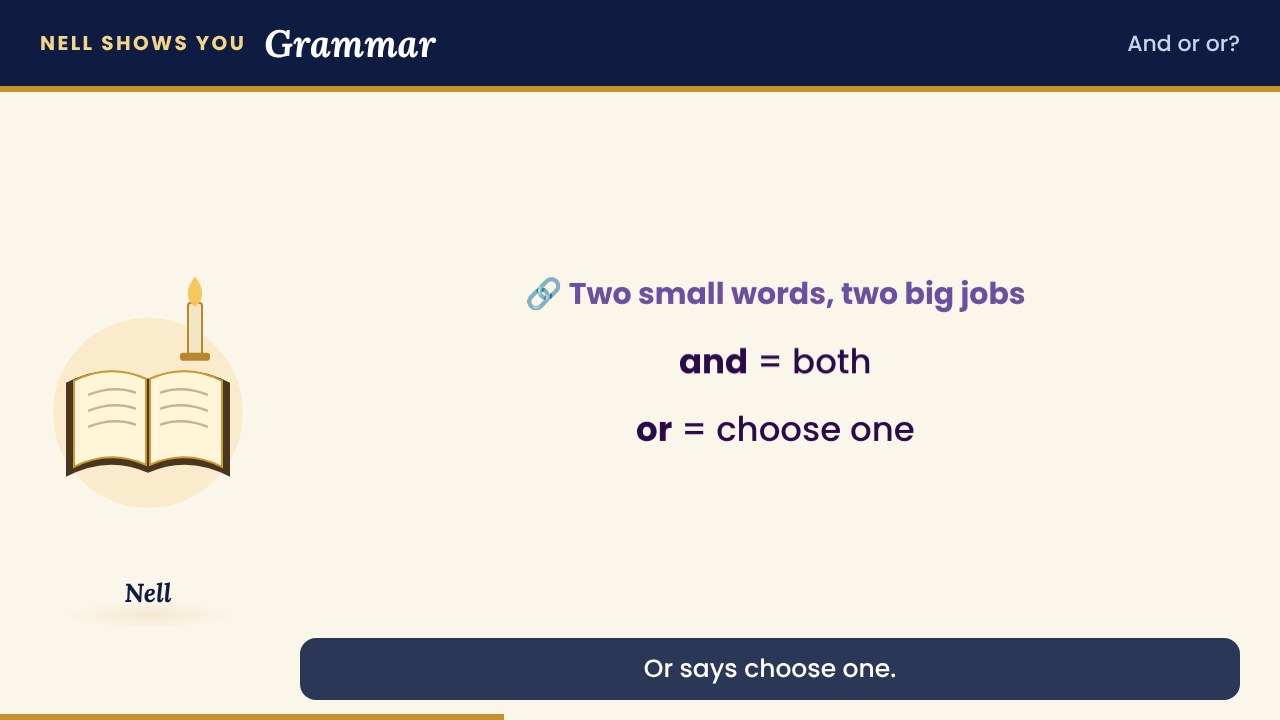 NELL SHOWS YOU Grammar
And or or?
🔗 Two small words, two big jobs
and = both
or = choose one
Nell
Or says choose one.